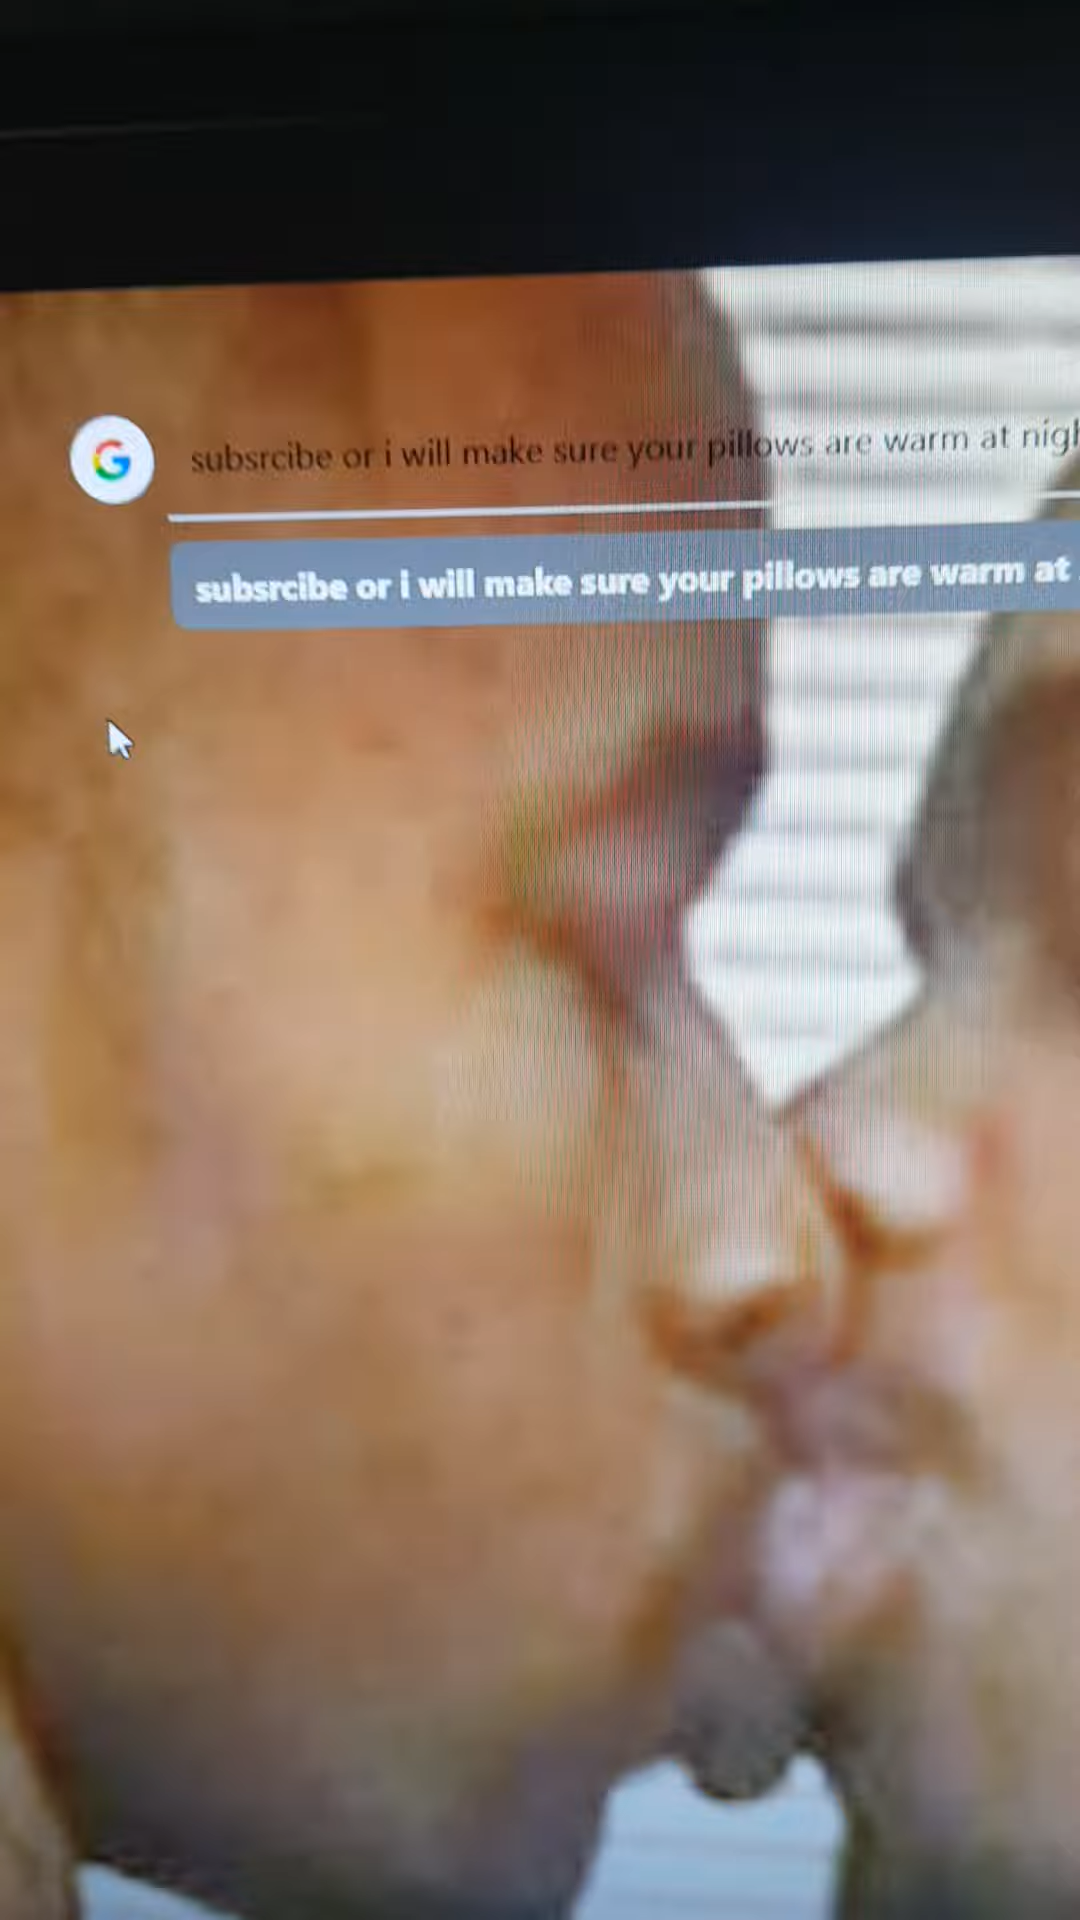 subsrcibe or i will make sure your pillows are warm at nigh
subsrcibe or i will make sure your pillows are warm at